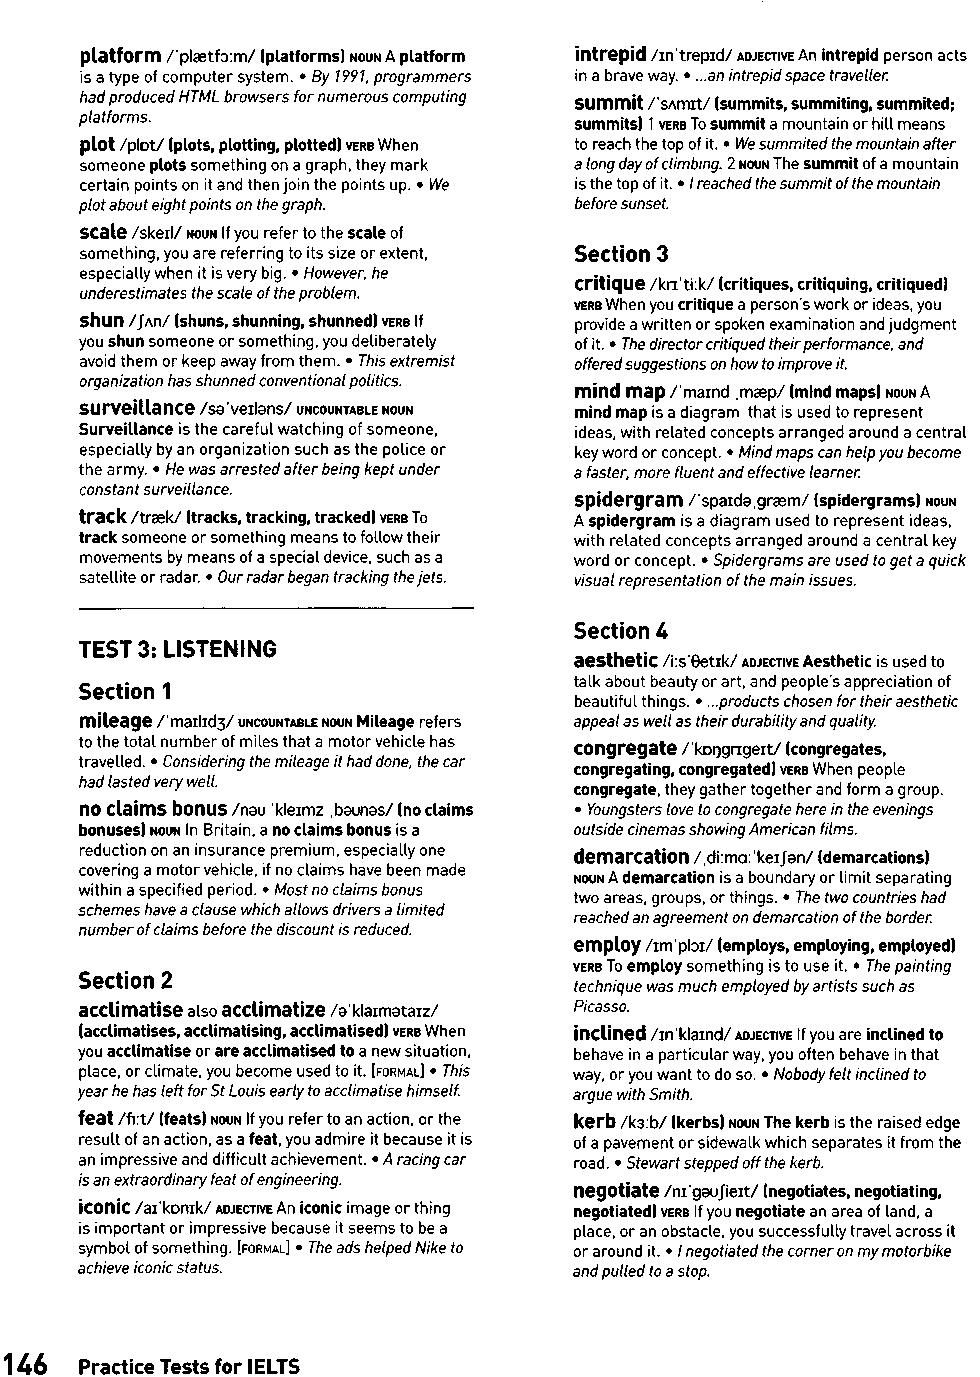 platform /ˈplætfɔːm/ (platforms) NOUN A platform
is a type of computer system. • By 1991, programmers
had produced HTML browsers for numerous computing
platforms.
plot /plɒt/ (plots, plotting, plotted) VERB When
someone plots something on a graph, they mark
certain points on it and then join the points up. • We
plot about eight points on the graph.
scale /skeɪl/ NOUN If you refer to the scale of
something, you are referring to its size or extent,
especially when it is very big. • However, he
underestimates the scale of the problem.
shun /ʃʌn/ (shuns, shunning, shunned) VERB If
you shun someone or something, you deliberately
avoid them or keep away from them. • This extremist
organization has shunned conventional politics.
surveillance /səˈveɪləns/ UNCOUNTABLE NOUN
Surveillance is the careful watching of someone,
especially by an organization such as the police or
the army. • He was arrested after being kept under
constant surveillance.
track /træk/ (tracks, tracking, tracked) VERB To
track someone or something means to follow their
movements by means of a special device, such as a
satellite or radar. • Our radar began tracking the jets.
TEST 3: LISTENING
Section 1
mileage /ˈmaɪlɪdʒ/ UNCOUNTABLE NOUN Mileage refers
to the total number of miles that a motor vehicle has
travelled. • Considering the mileage it had done, the car
had lasted very well.
no claims bonus /nəʊ ˈkleɪmz ˌbəʊnəs/ (no claims
bonuses) NOUN In Britain, a no claims bonus is a
reduction on an insurance premium, especially one
covering a motor vehicle, if no claims have been made
within a specified period. • Most no claims bonus
schemes have a clause which allows drivers a limited
number of claims before the discount is reduced.
Section 2
acclimatise also acclimatize /əˈklaɪmətaɪz/
(acclimatises, acclimatising, acclimatised) VERB When
you acclimatise or are acclimatised to a new situation,
place, or climate, you become used to it. [FORMAL] • This
year he has left for St Louis early to acclimatise himself.
feat /fiːt/ (feats) NOUN If you refer to an action, or the
result of an action, as a feat, you admire it because it is
an impressive and difficult achievement. • A racing car
is an extraordinary feat of engineering.
iconic /aɪˈkɒnɪk/ ADJECTIVE An iconic image or thing
is important or impressive because it seems to be a
symbol of something. [FORMAL] • The ads helped Nike to
achieve iconic status.
intrepid /ɪnˈtrepɪd/ ADJECTIVE An intrepid person acts
in a brave way. • ...an intrepid space traveller.
summit /ˈsʌmɪt/ (summits, summiting, summited;
summits) 1 VERB To summit a mountain or hill means
to reach the top of it. • We summited the mountain after
a long day of climbing. 2 NOUN The summit of a mountain
is the top of it. • I reached the summit of the mountain
before sunset.
Section 3
critique /krɪˈtiːk/ (critiques, critiquing, critiqued)
VERB When you critique a person's work or ideas, you
provide a written or spoken examination and judgment
of it. • The director critiqued their performance, and
offered suggestions on how to improve it.
mind map /ˈmaɪnd ˌmæp/ (mind maps) NOUN A
mind map is a diagram that is used to represent
ideas, with related concepts arranged around a central
key word or concept. • Mind maps can help you become
a faster, more fluent and effective learner.
spidergram /ˈspaɪdəˌgræm/ (spidergrams) NOUN
A spidergram is a diagram used to represent ideas,
with related concepts arranged around a central key
word or concept. • Spidergrams are used to get a quick
visual representation of the main issues.
Section 4
aesthetic /iːsˈθetɪk/ ADJECTIVE Aesthetic is used to
talk about beauty or art, and people's appreciation of
beautiful things. • ...products chosen for their aesthetic
appeal as well as their durability and quality.
congregate /ˈkɒŋgrɪgeɪt/ (congregates,
congregating, congregated) VERB When people
congregate, they gather together and form a group.
• Youngsters love to congregate here in the evenings
outside cinemas showing American films.
demarcation /ˌdiːmɑːˈkeɪʃən/ (demarcations)
NOUN A demarcation is a boundary or limit separating
two areas, groups, or things. • The two countries had
reached an agreement on demarcation of the border.
employ /ɪmˈplɔɪ/ (employs, employing, employed)
VERB To employ something is to use it. • The painting
technique was much employed by artists such as
Picasso.
inclined /ɪnˈklaɪnd/ ADJECTIVE If you are inclined to
behave in a particular way, you often behave in that
way, or you want to do so. • Nobody felt inclined to
argue with Smith.
kerb /kɜːb/ (kerbs) NOUN The kerb is the raised edge
of a pavement or sidewalk which separates it from the
road. • Stewart stepped off the kerb.
negotiate /nɪˈgəʊʃieɪt/ (negotiates, negotiating,
negotiated) VERB If you negotiate an area of land, a
place, or an obstacle, you successfully travel across it
or around it. • I negotiated the corner on my motorbike
and pulled to a stop.
146 Practice Tests for IELTS